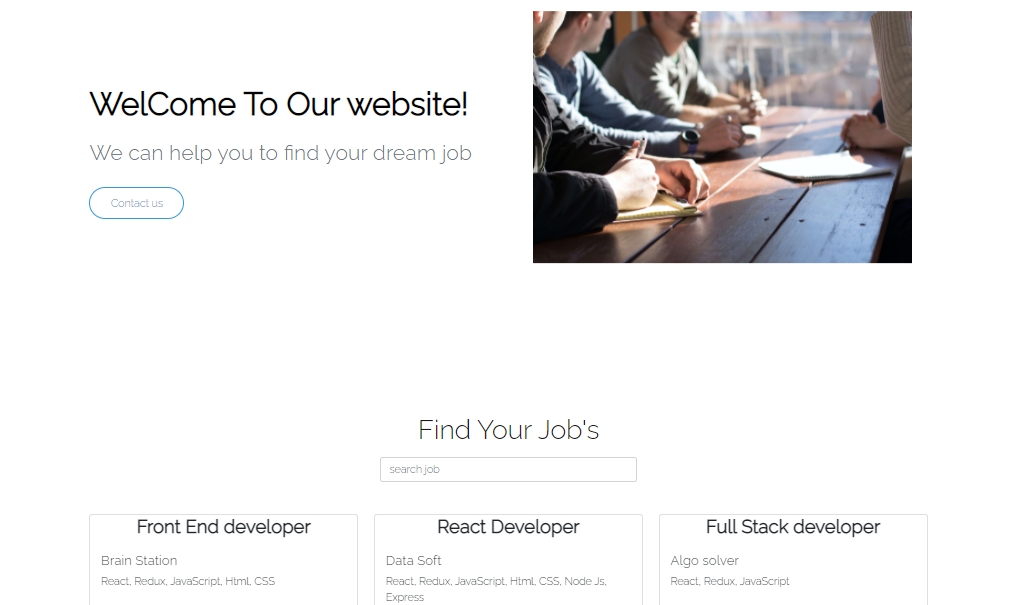 WelCome To Our website!
We can help you to find your dream job
Contact us
Find Your Job's
search job
Front End developer
Brain Station
React, Redux, JavaScript, Html, CSS
React Developer
Data Soft
React, Redux, JavaScript, Html, CSS, Node Js,
Express
Full Stack developer
Algo solver
React, Redux, JavaScript